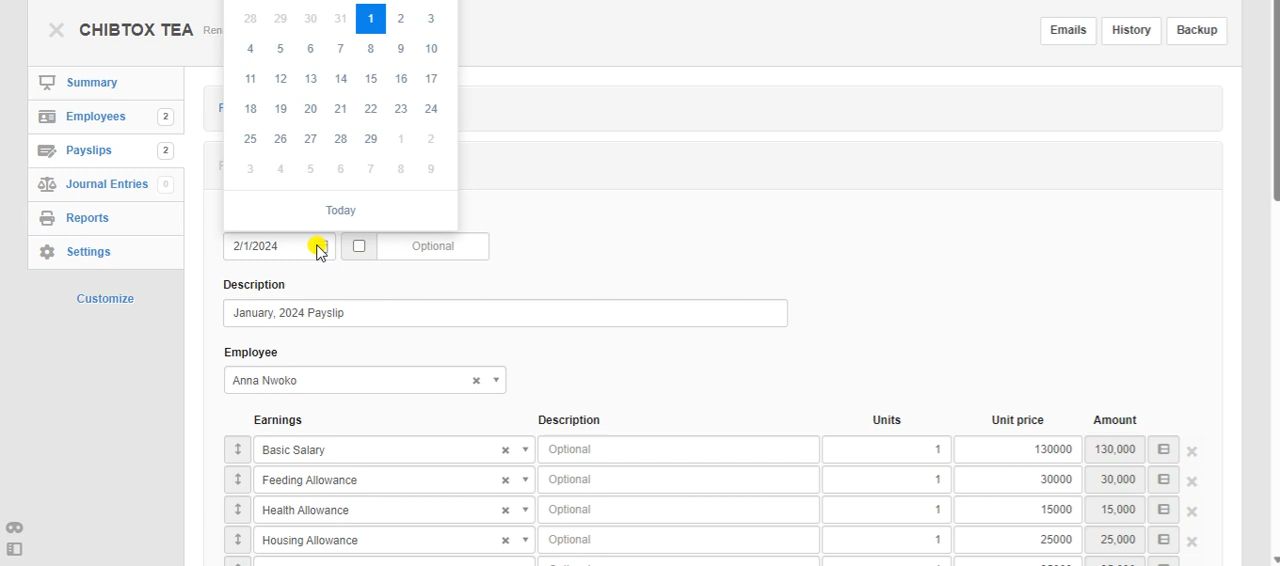 CHIBTOX TEA Ren
Emails History Backup
28 29 30 31 1 2 3
4 5 6 7 8 9 10
11 12 13 14 15 16 17
18 19 20 21 22 23 24
25 26 27 28 29 1 2
3 4 5 6 7 8 9
Today
Summary
Employees 2
Payslips 2
Journal Entries 0
Reports
Settings
Customize
2/1/2024 Optional
Description
January, 2024 Payslip
Employee
Anna Nwoko
Earnings Description Units Unit price Amount
Basic Salary Optional 1 130000 130,000
Feeding Allowance Optional 1 30000 30,000
Health Allowance Optional 1 15000 15,000
Housing Allowance Optional 1 25000 25,000